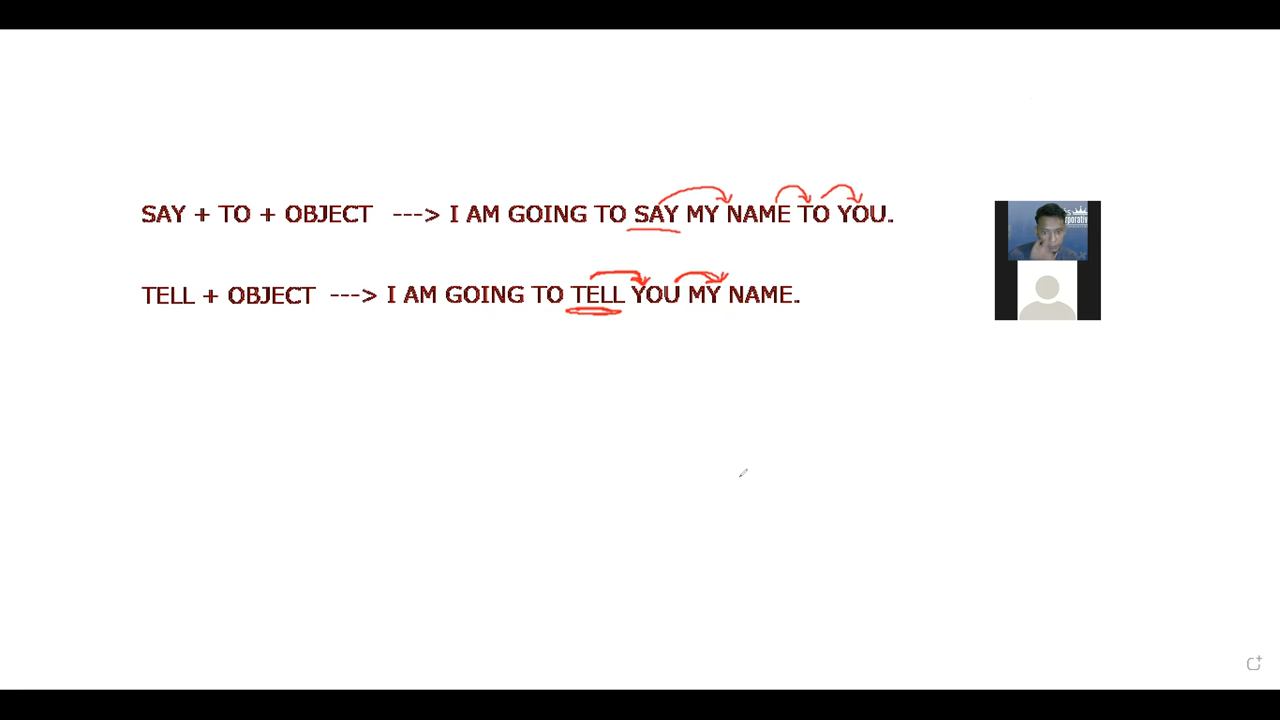 SAY + TO + OBJECT ---> I AM GOING TO SAY MY NAME TO YOU.
TELL + OBJECT ---> I AM GOING TO TELL YOU MY NAME.